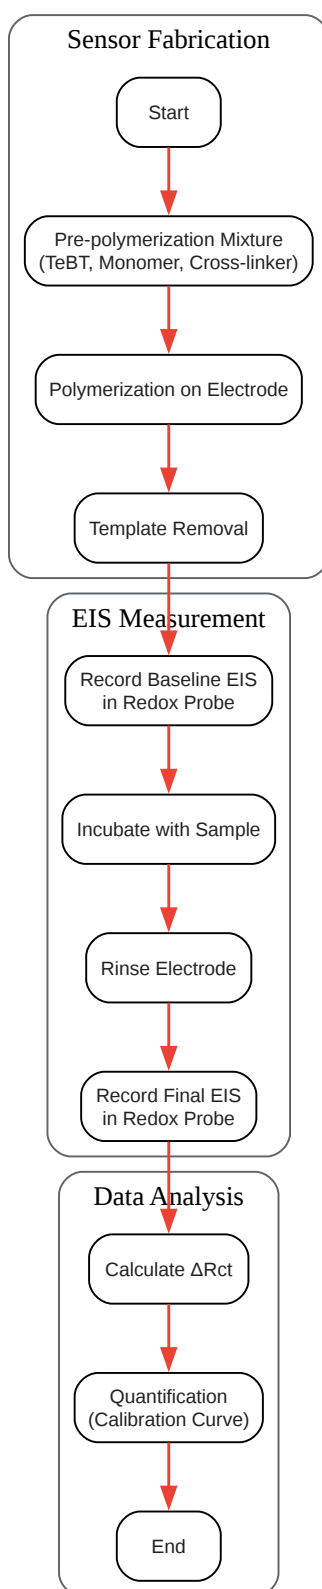 Sensor Fabrication
Start
Pre-polymerization Mixture
(TeBT, Monomer, Cross-linker)
Polymerization on Electrode
Template Removal
EIS Measurement
Record Baseline EIS
in Redox Probe
Incubate with Sample
Rinse Electrode
Record Final EIS
in Redox Probe
Data Analysis
Calculate ΔRct
Quantification
(Calibration Curve)
End